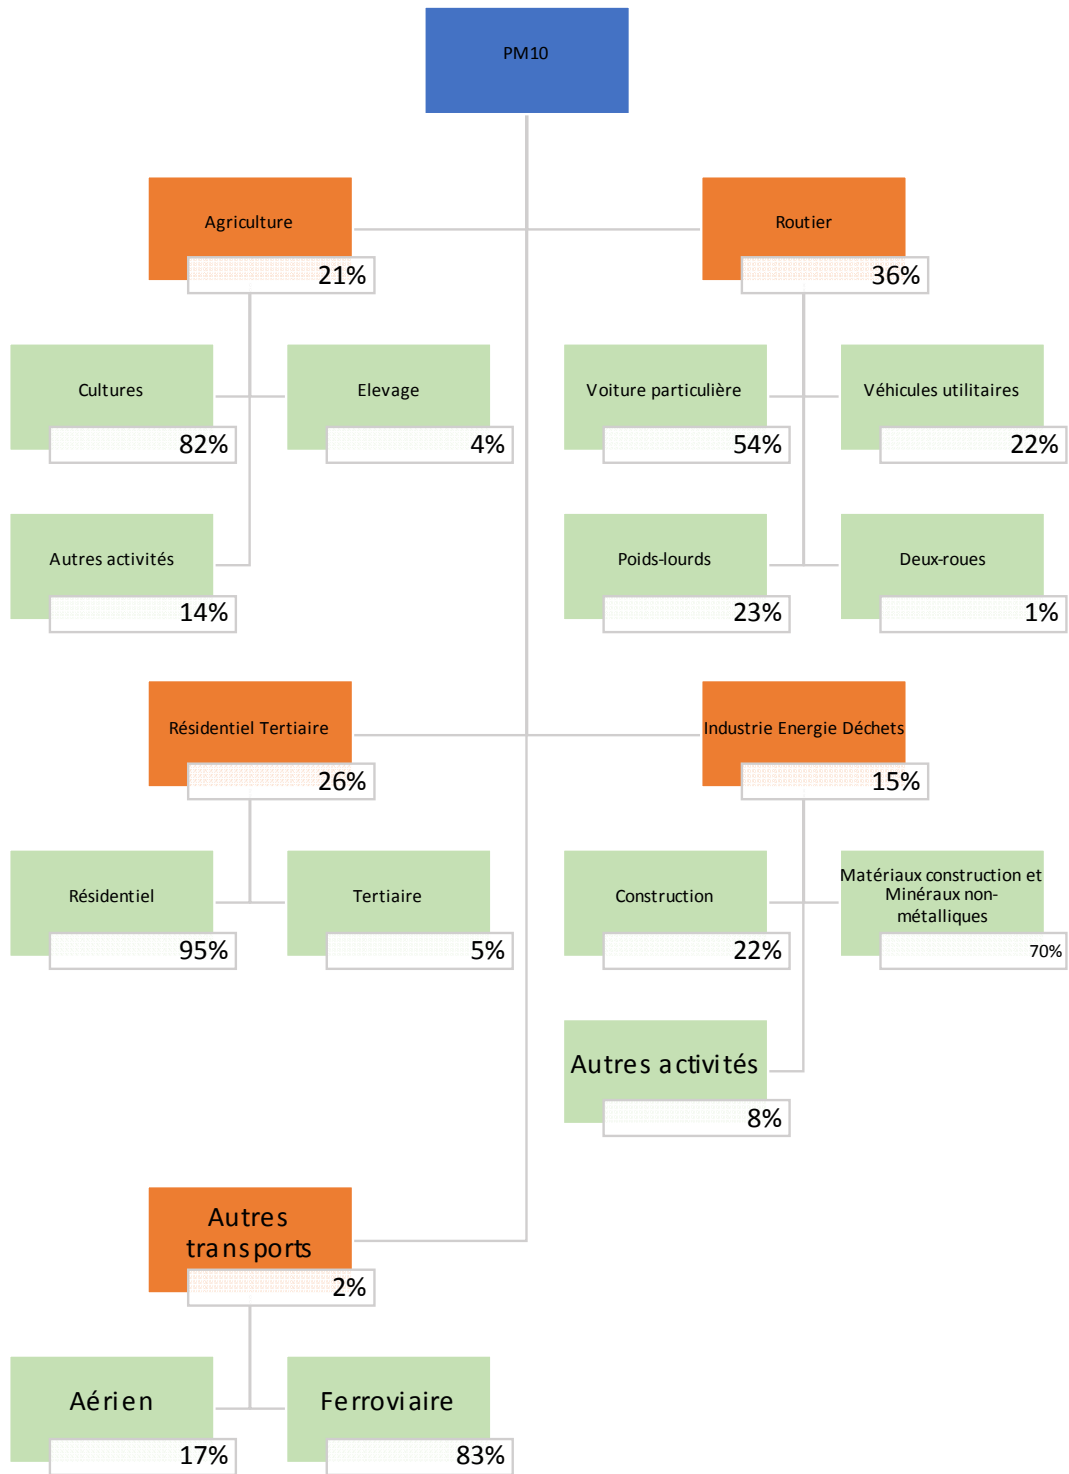 PM10
Agriculture
21%
Routier
36%
Cultures
82%
Elevage
4%
Voiture particulière
54%
Véhicules utilitaires
22%
Autres activités
14%
Poids-lourds
23%
Deux-roues
1%
Résidentiel Tertiaire
26%
Industrie Energie Déchets
15%
Résidentiel
95%
Tertiaire
5%
Construction
22%
Matériaux construction et
Minéraux non-
métalliques
70%
Autres activités
8%
Autres
transports
2%
Aérien
17%
Ferroviaire
83%